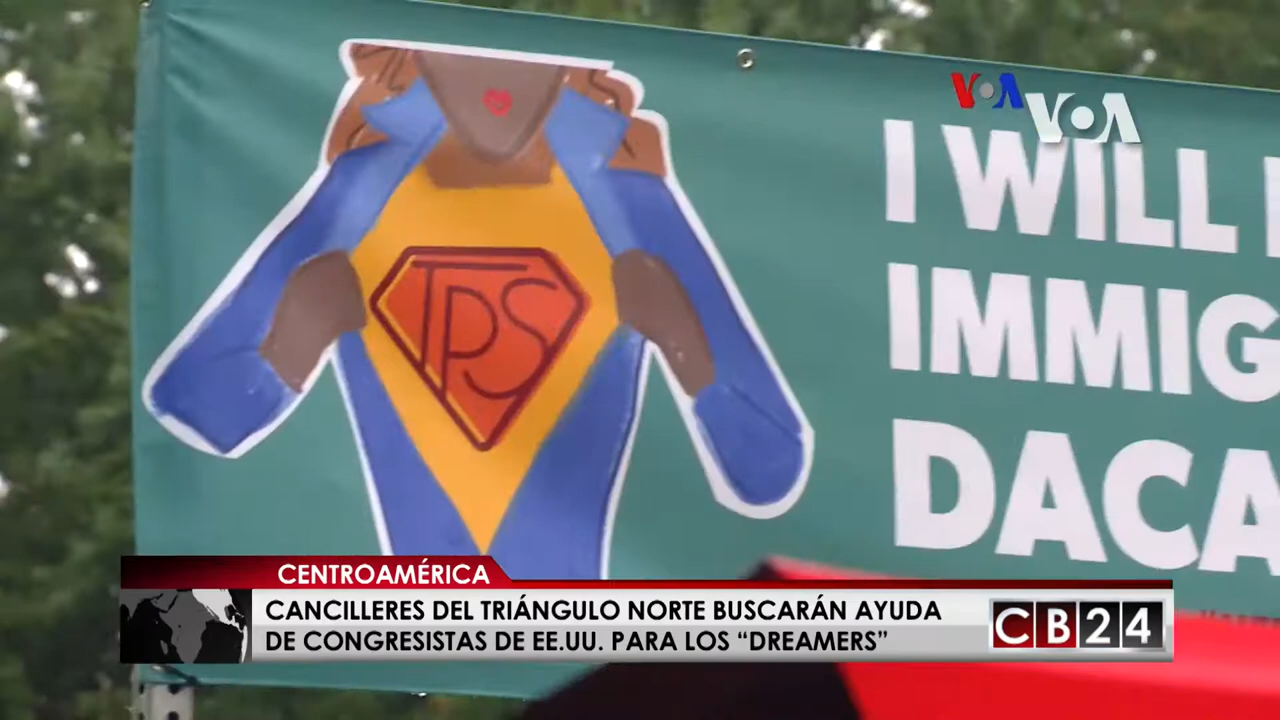 VOA
VOA
I WILL
IMMIG
DACA
TPS
CENTROAMÉRICA
CANCILLERES DEL TRIÁNGULO NORTE BUSCARÁN AYUDA
DE CONGRESISTAS DE EE.UU. PARA LOS “DREAMERS”
CB24